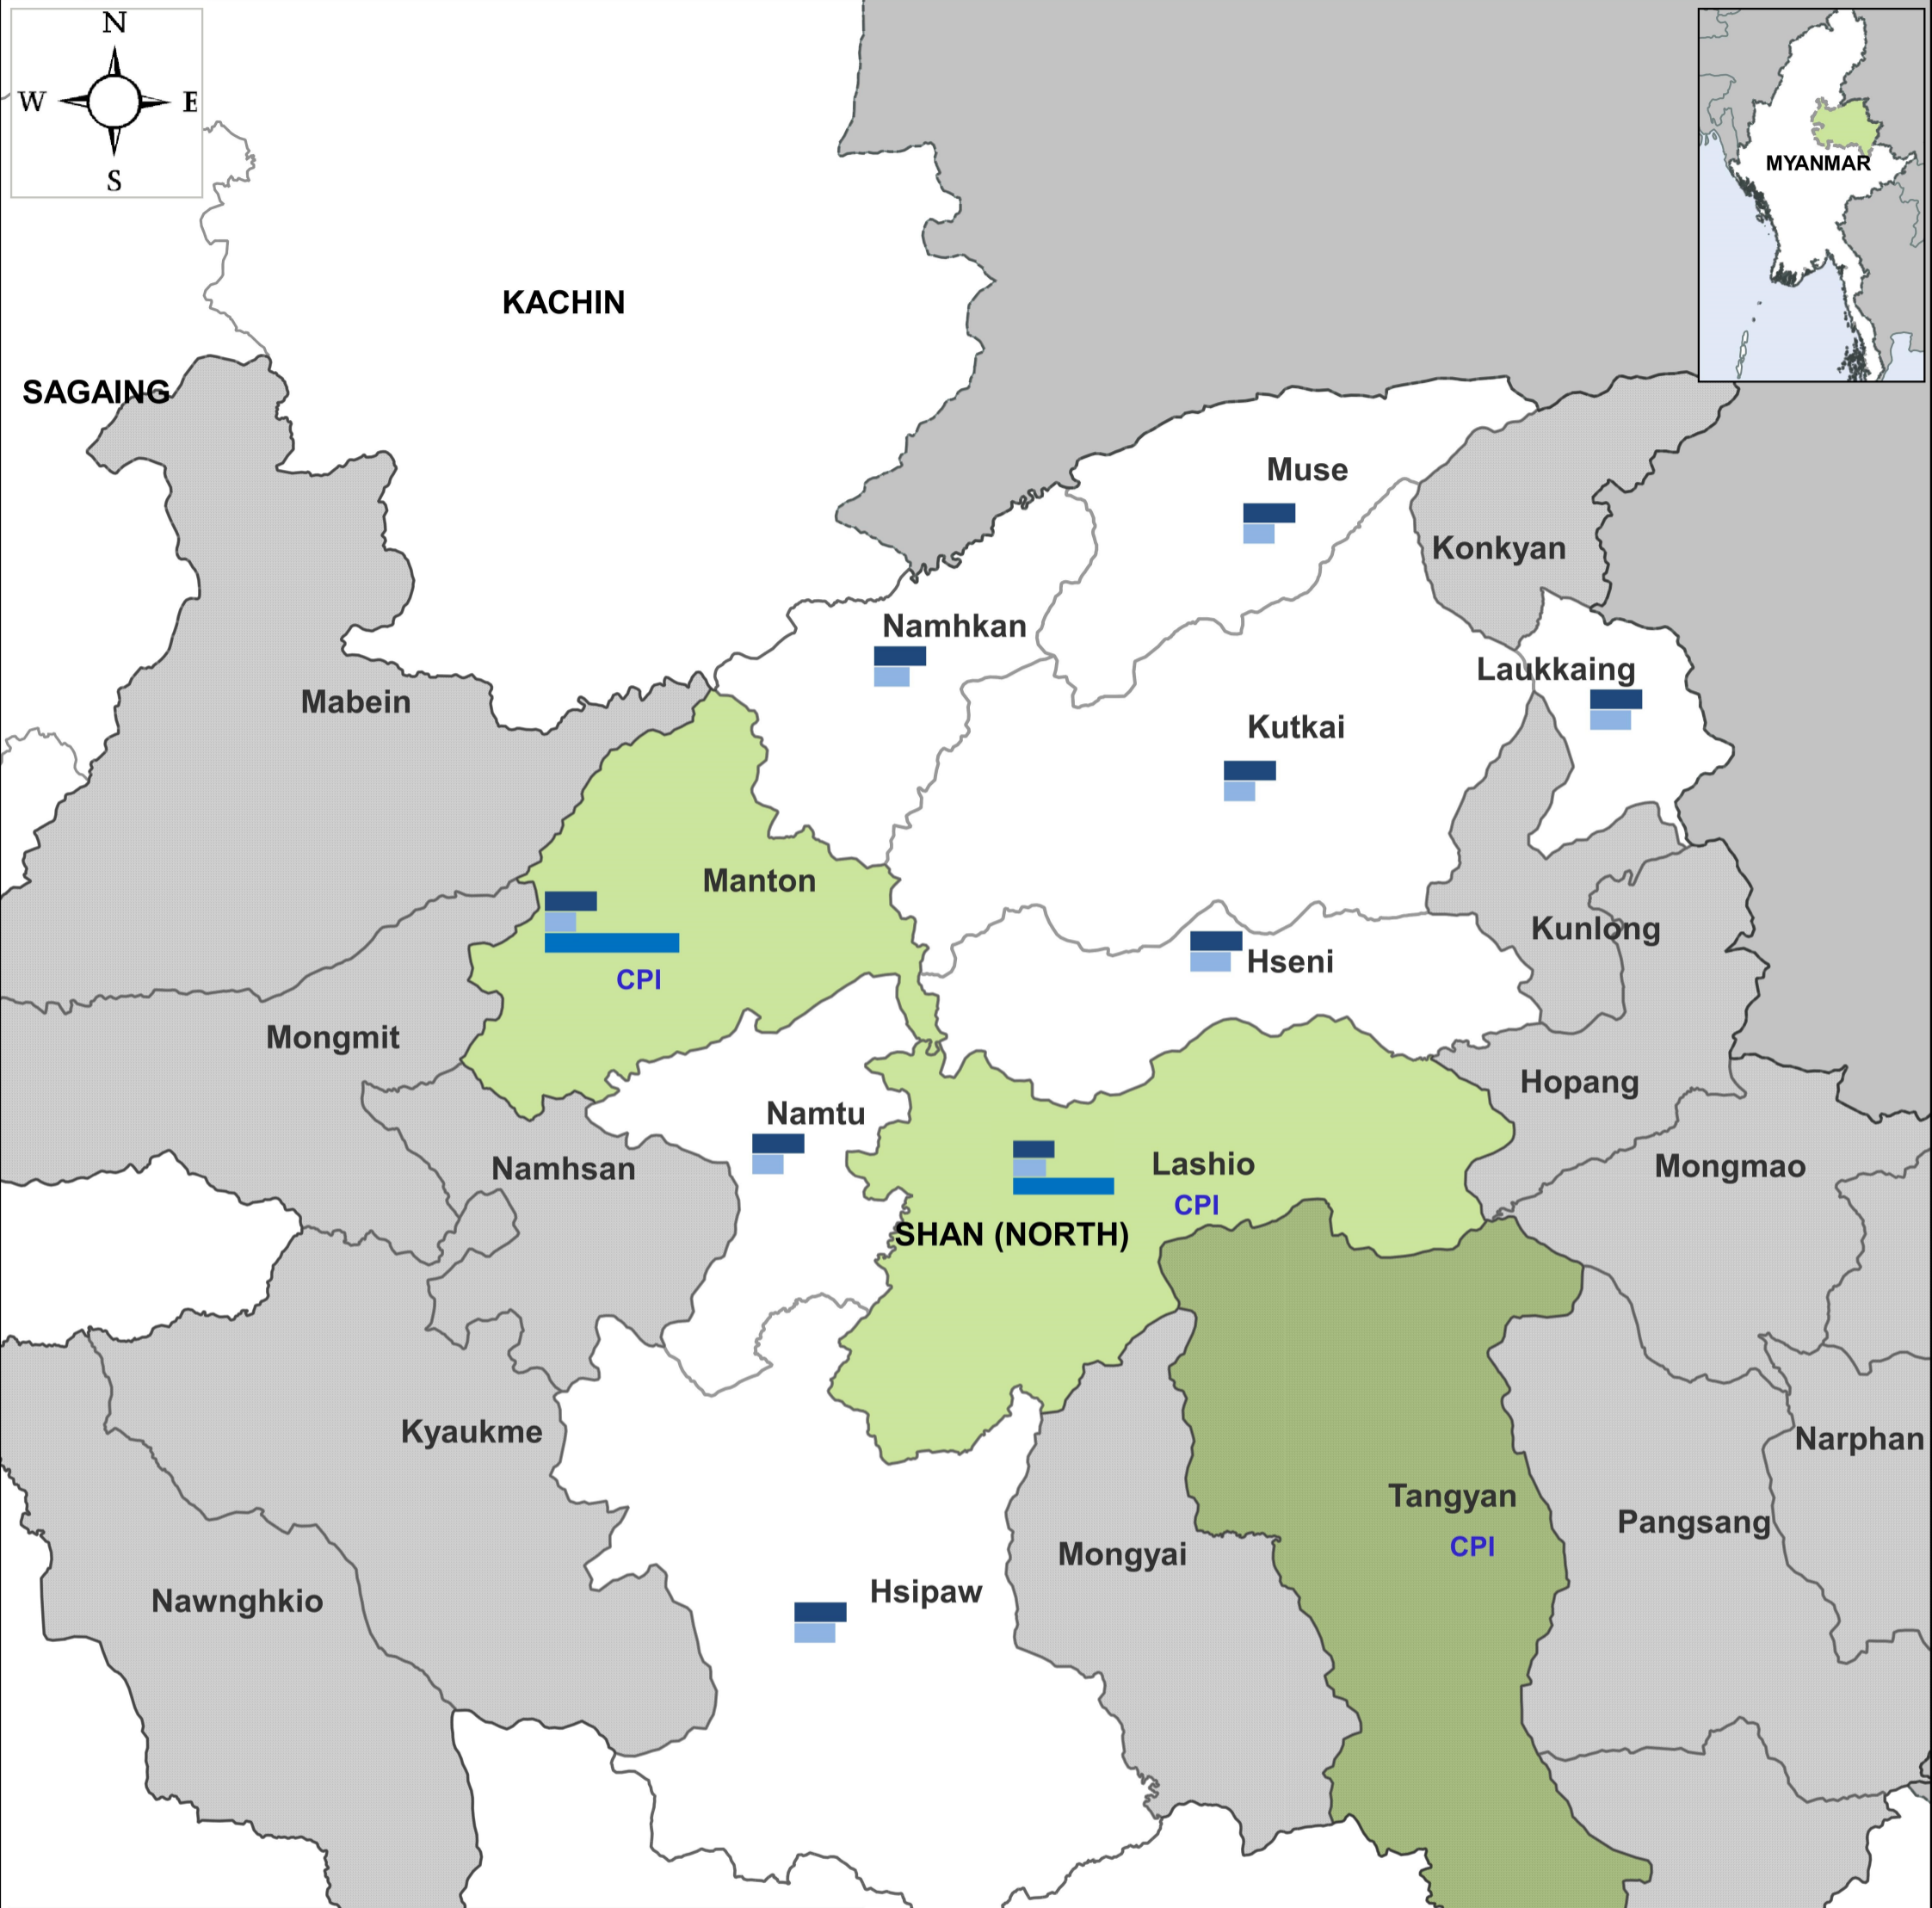 N
W
E
S
MYANMAR
KACHIN
SAGAING
Muse
Konkyan
Namhkan
Laukkaing
Mabein
Kutkai
Manton
Kunlong
Hseni
CPI
Mongmit
Hopang
Namtu
Namhsan
Lashio
Mongmao
CPI
SHAN (NORTH)
Kyaukme
Narphan
Tangyan
Pangsang
CPI
Mongyai
Hsipaw
Nawnghkio